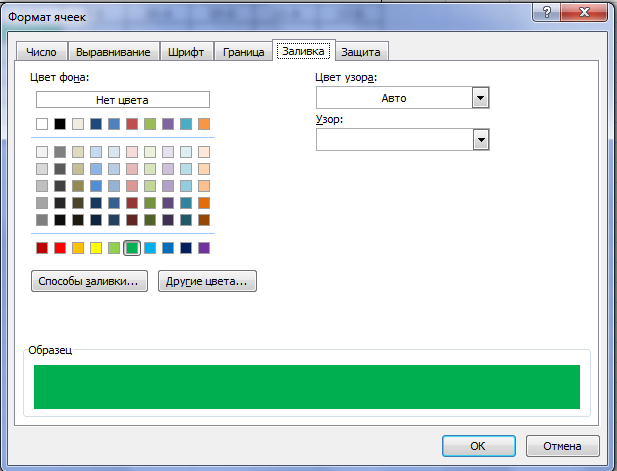 Формат ячеек
Число Выравнивание Шрифт Граница Заливка Защита
Цвет фона:
Нет цвета
Цвет узора:
Авто
Узор:
Способы заливки... Другие цвета...
Образец
ОК Отмена